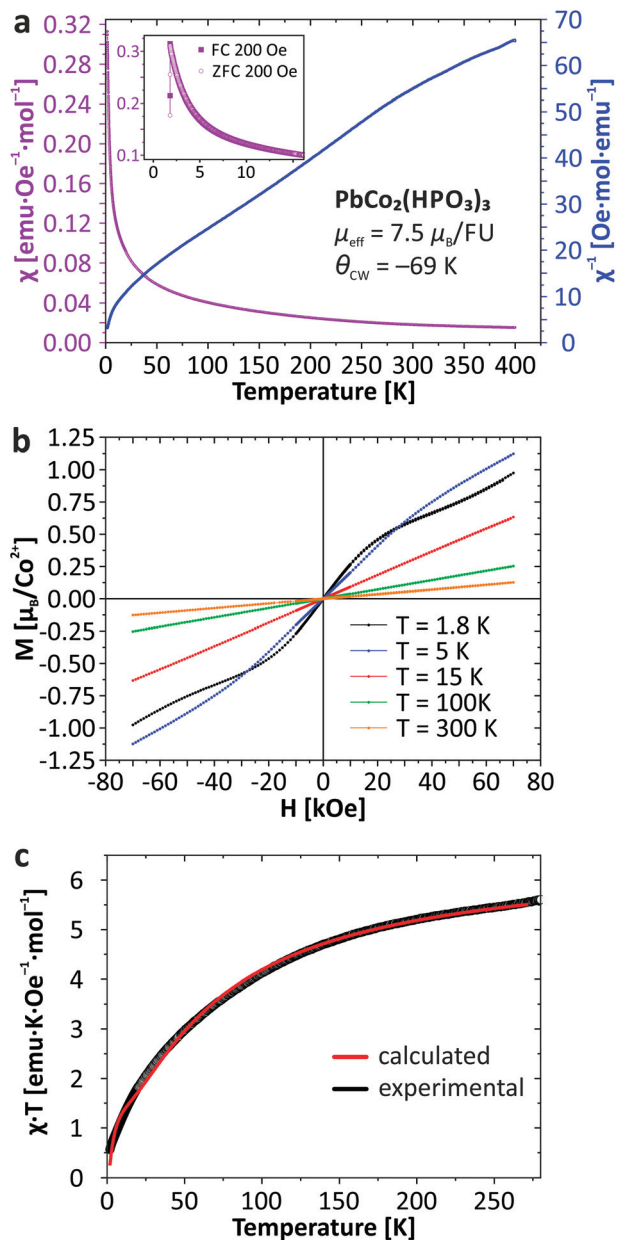 a
χ [emu·Oe⁻¹·mol⁻¹]
0.32
0.28
0.24
0.20
0.16
0.12
0.08
0.04
0.00
0.3
0.2
0.1
0 5 10 15
FC 200 Oe
ZFC 200 Oe
PbCo₂(HPO₃)₃
μeff = 7.5 μB/FU
θCW = –69 K
70
60
50
40
30
20
10
0
χ⁻¹ [Oe·mol·emu⁻¹]
0 50 100 150 200 250 300 350 400
Temperature [K]
b
M [μB/Co²⁺]
1.25
1.00
0.75
0.50
0.25
0.00
-0.25
-0.50
-0.75
-1.00
-1.25
T = 1.8 K
T = 5 K
T = 15 K
T = 100K
T = 300 K
-80 -60 -40 -20 0 20 40 60 80
H [kOe]
c
χ·T [emu·K·Oe⁻¹·mol⁻¹]
6
5
4
3
2
1
0
calculated
experimental
0 50 100 150 200 250
Temperature [K]